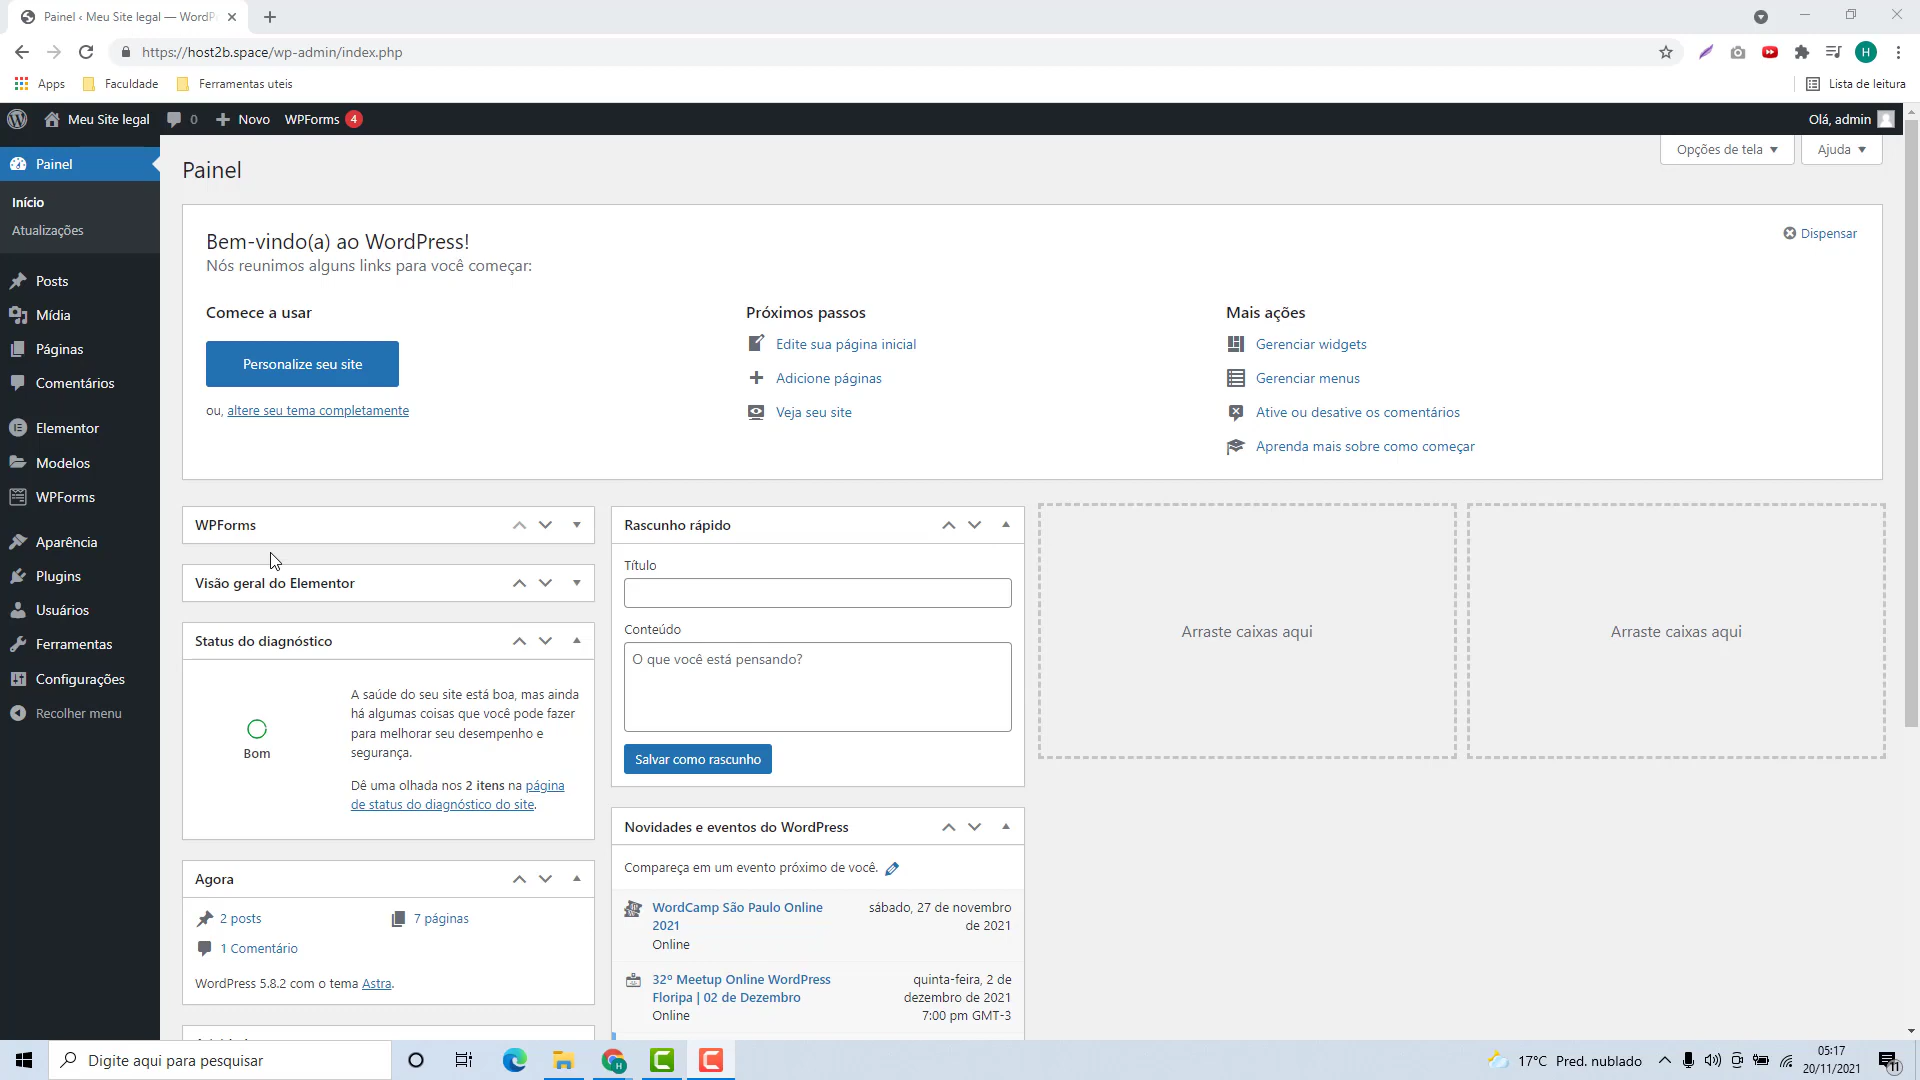 Painel ‹ Meu Site legal — WordP
https://host2b.space/wp-admin/index.php
H
Apps
Faculdade
Ferramentas uteis
Lista de leitura
Meu Site legal
0
Novo
WPForms 4
Olá, admin
Painel
Início
Atualizações
Posts
Mídia
Páginas
Comentários
Elementor
Modelos
WPForms
Aparência
Plugins
Usuários
Ferramentas
Configurações
Recolher menu
Painel
Opções de tela
Ajuda
Bem-vindo(a) ao WordPress!
Nós reunimos alguns links para você começar:
Dispensar
Comece a usar
Personalize seu site
ou, altere seu tema completamente
Próximos passos
Edite sua página inicial
Adicione páginas
Veja seu site
Mais ações
Gerenciar widgets
Gerenciar menus
Ative ou desative os comentários
Aprenda mais sobre como começar
WPForms
Visão geral do Elementor
Status do diagnóstico
Bom
A saúde do seu site está boa, mas ainda
há algumas coisas que você pode fazer
para melhorar seu desempenho e
segurança.
Dê uma olhada nos 2 itens na página
de status do diagnóstico do site.
Agora
2 posts
7 páginas
1 Comentário
WordPress 5.8.2 com o tema Astra.
Rascunho rápido
Título
Conteúdo
O que você está pensando?
Salvar como rascunho
Novidades e eventos do WordPress
Compareça em um evento próximo de você.
WordCamp São Paulo Online
2021
Online
sábado, 27 de novembro
de 2021
32º Meetup Online WordPress
Floripa | 02 de Dezembro
Online
quinta-feira, 2 de
dezembro de 2021
7:00 pm GMT-3
Arraste caixas aqui
Arraste caixas aqui
Digite aqui para pesquisar
17°C Pred. nublado
05:17
20/11/2021
11